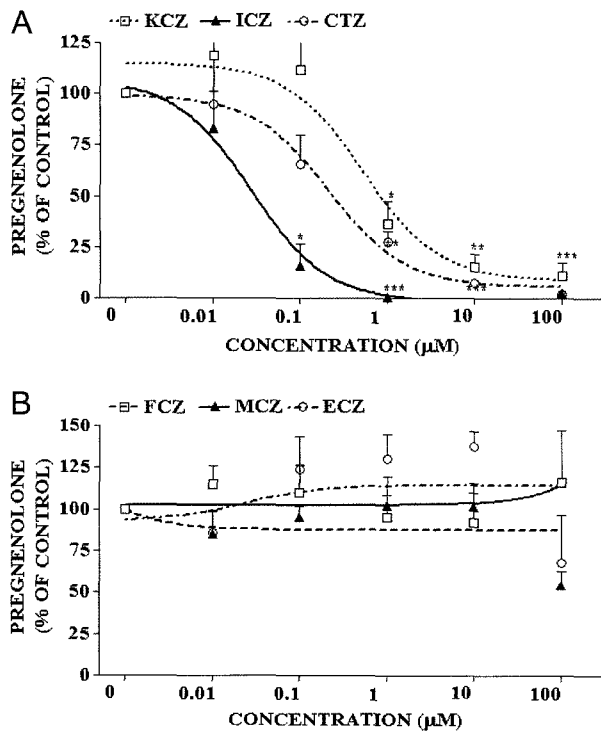 A
KCZ ICZ CTZ
PREGNENOLONE
(% OF CONTROL)
125
100
75
50
25
0
*
*
***
*
**
***
***
0 0.01 0.1 1 10 100
CONCENTRATION (µM)
B
FCZ MCZ ECZ
PREGNENOLONE
(% OF CONTROL)
150
125
100
75
50
25
0
0 0.01 0.1 1 10 100
CONCENTRATION (µM)